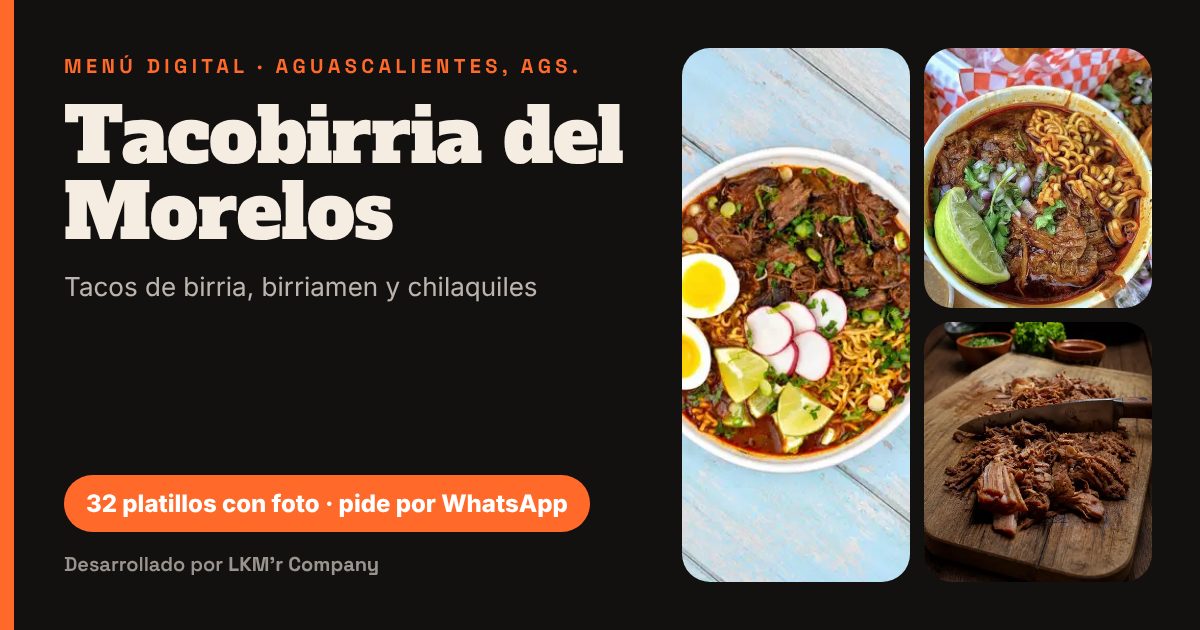 MENÚ DIGITAL · AGUASCALIENTES, AGS.
Tacobirria del
Morelos
Tacos de birria, birriamen y chilaquiles
32 platillos con foto · pide por WhatsApp
Desarrollado por LKM’r Company